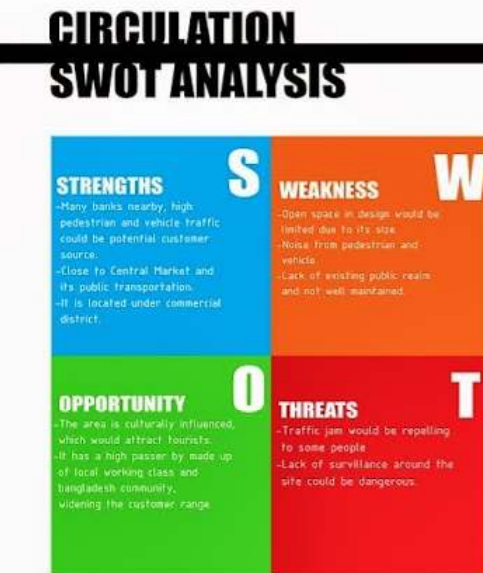 CIRCULATION
SWOT ANALYSIS
S
STRENGTHS
-Many banks nearby, high
pedestrian and vehicle traffic
could be potential customer
source.
-Close to Central Market and
its public transportation.
-It is located under commercial
district.
W
WEAKNESS
-Open space in design would be
limited due to its size.
-Noise from pedestrian and
vehicle.
-Lack of existing public realm
and not well maintained.
O
OPPORTUNITY
-The area is culturally influenced,
which would attract tourists.
-It has a high passer by made up
of local working class and
bangladesh community,
widening the customer range
T
THREATS
-Traffic jam would be repelling
to some people
-Lack of survillance around the
site could be dangerous.